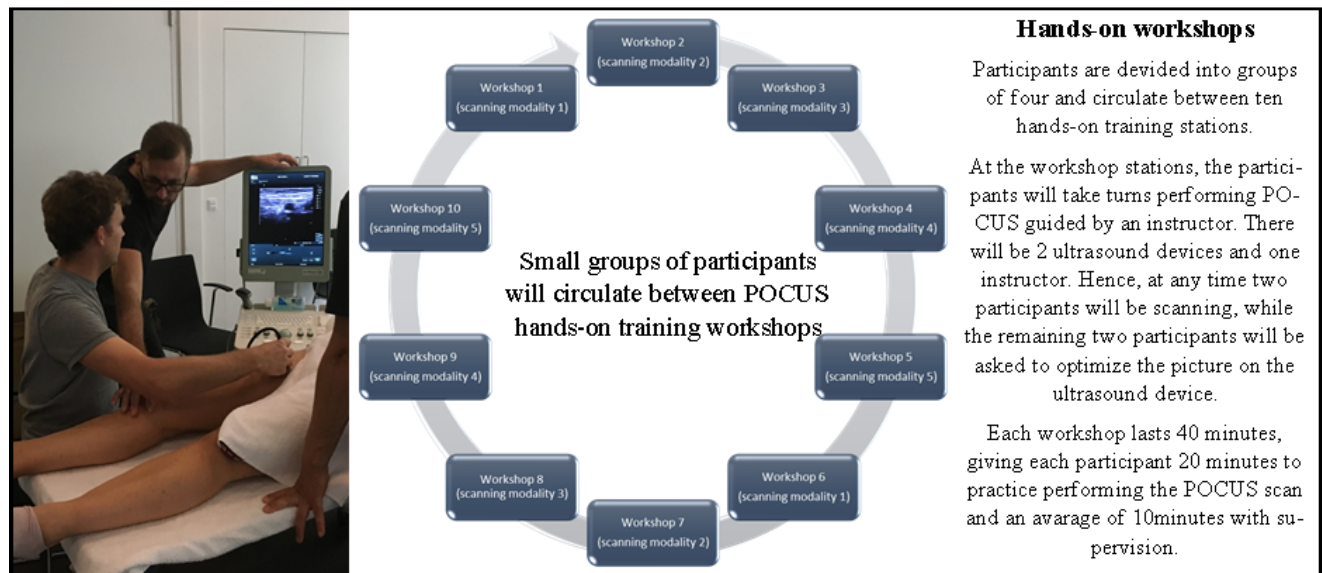 Workshop 2
(scanning modality 2)
Workshop 1
(scanning modality 1)
Workshop 3
(scanning modality 3)
Workshop 10
(scanning modality 5)
Workshop 4
(scanning modality 4)
Small groups of participants
will circulate between POCUS
hands-on training workshops
Workshop 9
(scanning modality 4)
Workshop 5
(scanning modality 5)
Workshop 8
(scanning modality 3)
Workshop 6
(scanning modality 1)
Workshop 7
(scanning modality 2)
Hands-on workshops
Participants are devided into groups
of four and circulate between ten
hands-on training stations.
At the workshop stations, the partici-
pants will take turns performing PO-
CUS guided by an instructor. There
will be 2 ultrasound devices and one
instructor. Hence, at any time two
participants will be scanning, while
the remaining two participants will be
asked to optimize the picture on the
ultrasound device.
Each workshop lasts 40 minutes,
giving each participant 20 minutes to
practice performing the POCUS scan
and an avarage of 10minutes with su-
pervision.